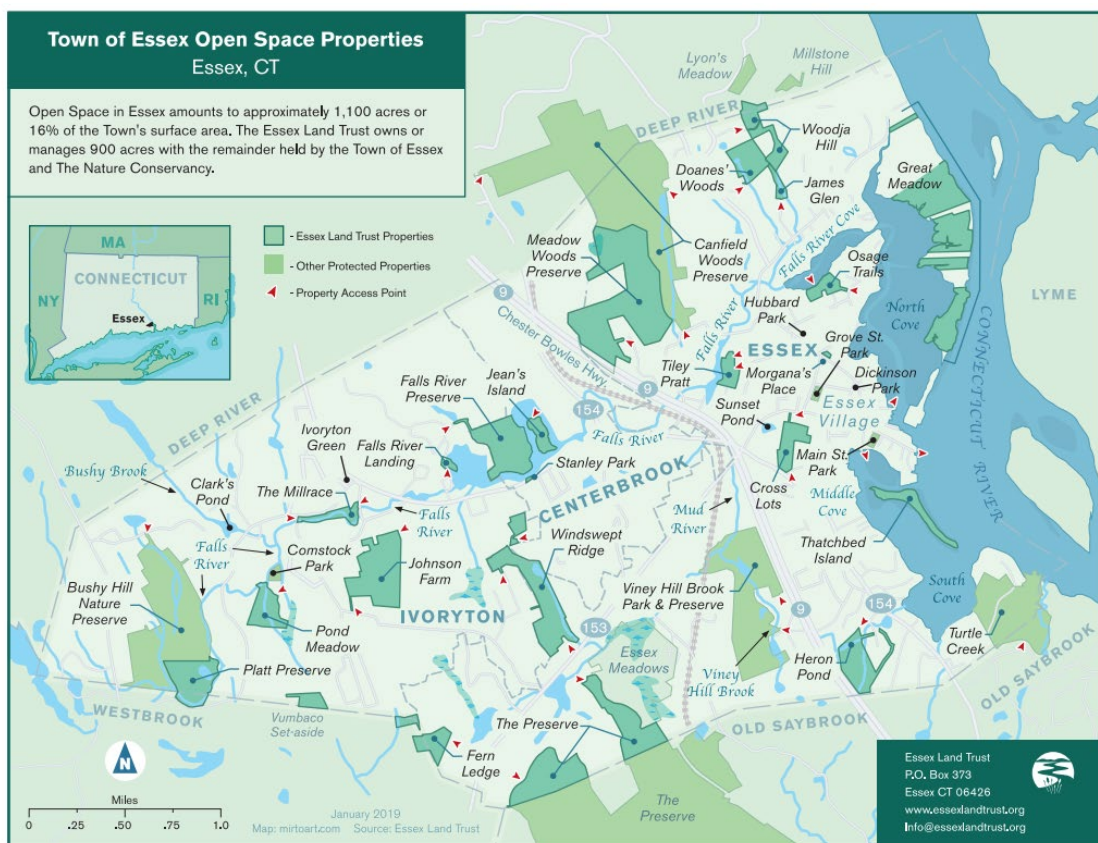 Town of Essex Open Space Properties
Essex, CT
Open Space in Essex amounts to approximately 1,100 acres or
16% of the Town's surface area. The Essex Land Trust owns or
manages 900 acres with the remainder held by the Town of Essex
and The Nature Conservancy.
MA
CONNECTICUT
NY
RI
Essex
- Essex Land Trust Properties
- Other Protected Properties
- Property Access Point
Lyon's
Meadow
Millstone
Hill
DEEP RIVER
Woodja
Hill
Doanes'
Woods
James
Glen
Great
Meadow
Meadow
Woods
Preserve
Canfield
Woods
Preserve
Falls River Cove
Osage
Trails
LYME
North
Cove
Hubbard
Park
Falls River
9
Chester Bowles Hwy.
ESSEX
Grove St.
Park
Dickinson
Park
CONNECTICUT RIVER
Tiley
Pratt
Morgana's
Place
Essex
Village
Falls River
Preserve
Jean's
Island
9
154
Sunset
Pond
Falls River
Main St.
Park
DEEP RIVER
Ivoryton
Green
Falls River
Landing
Stanley Park
CENTERBROOK
Cross
Lots
Middle
Cove
Bushy Brook
Clark's
Pond
The Millrace
Falls
River
Mud
River
Thatchbed
Island
Falls
River
Comstock
Park
Johnson
Farm
Windswept
Ridge
Bushy Hill
Nature
Preserve
Viney Hill Brook
Park & Preserve
9
154
South
Cove
IVORYTON
153
Pond
Meadow
Platt Preserve
Essex
Meadows
Viney
Hill Brook
Heron
Pond
Turtle
Creek
OLD SAYBROOK
WESTBROOK
Vumbaco
Set-aside
The Preserve
OLD SAYBROOK
Fern
Ledge
The
Preserve
N
Miles
0 .25 .50 .75 1.0
January 2019
Map: mirtoart.com Source: Essex Land Trust
Essex Land Trust
P.O. Box 373
Essex CT 06426
www.essexlandtrust.org
Info@essexlandtrust.org